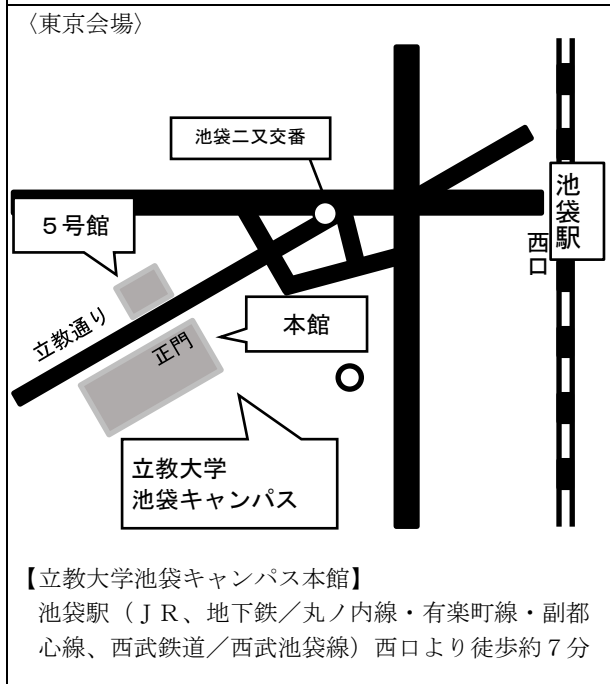 〈東京会場〉
池袋二又交番
5号館
池袋駅
西口
立教通り
正門
本館
立教大学
池袋キャンパス
【立教大学池袋キャンパス本館】
池袋駅（ＪＲ、地下鉄／丸ノ内線・有楽町線・副都
心線、西武鉄道／西武池袋線）西口より徒歩約７分